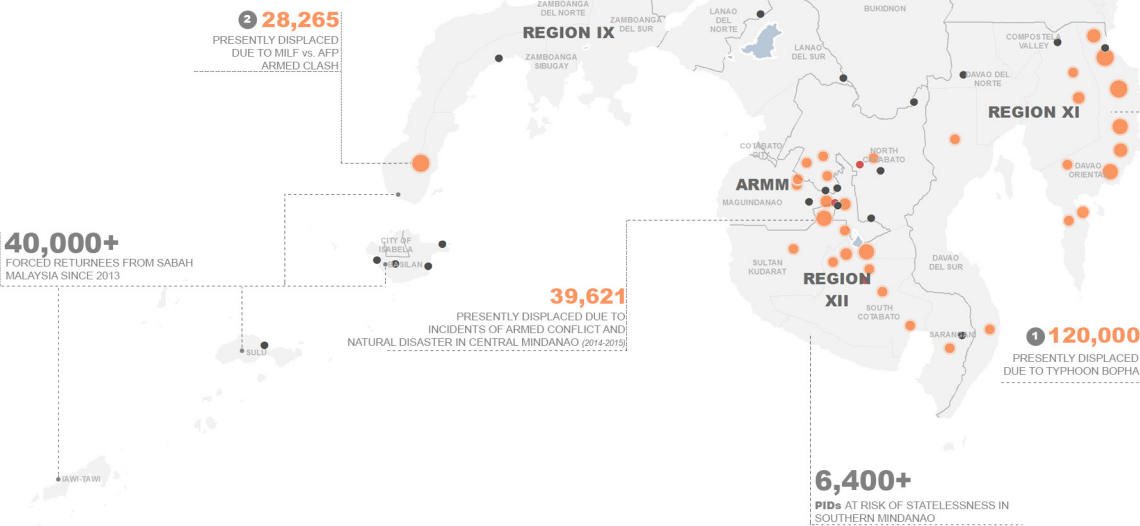 ZAMBOANGA
DEL NORTE
ZAMBOANGA
DEL SUR
LANAO
DEL
NORTE
BUKIDNON
2 28,265
PRESENTLY DISPLACED
DUE TO MILF vs. AFP
ARMED CLASH
REGION IX
ZAMBOANGA
SIBUGAY
LANAO
DEL SUR
COMPOSTELA
VALLEY
DAVAO DEL
NORTE
REGION XI
COTABATO
CITY
NORTH
COTABATO
DAVAO
ORIENTAL
ARMM
MAGUINDANAO
40,000+
FORCED RETURNEES FROM SABAH
MALAYSIA SINCE 2013
CITY OF
ISABELA
BASILAN
SULTAN
KUDARAT
REGION
XII
DAVAO
DEL SUR
39,621
PRESENTLY DISPLACED DUE TO
INCIDENTS OF ARMED CONFLICT AND
NATURAL DISASTER IN CENTRAL MINDANAO (2014-2015)
SOUTH
COTABATO
SARANGANI
1 120,000
PRESENTLY DISPLACED
DUE TO TYPHOON BOPHA
SULU
TAWI-TAWI
6,400+
PIDs AT RISK OF STATELESSNESS IN
SOUTHERN MINDANAO